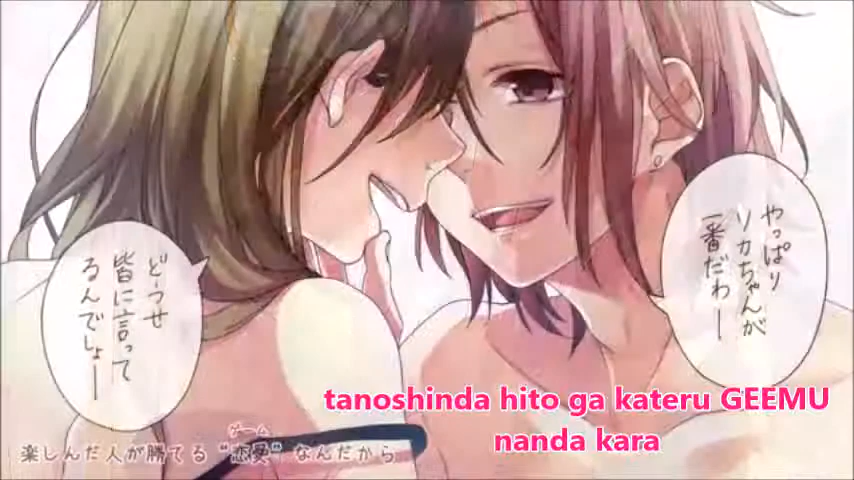 やっぱり
リカちゃんが
一番だわー
どーうせ
皆に言って
るんでしょー
tanoshinda hito ga kateru GEEMU
nanda kara
ゲーム
楽しんだ人が勝てる “恋愛” なんだから